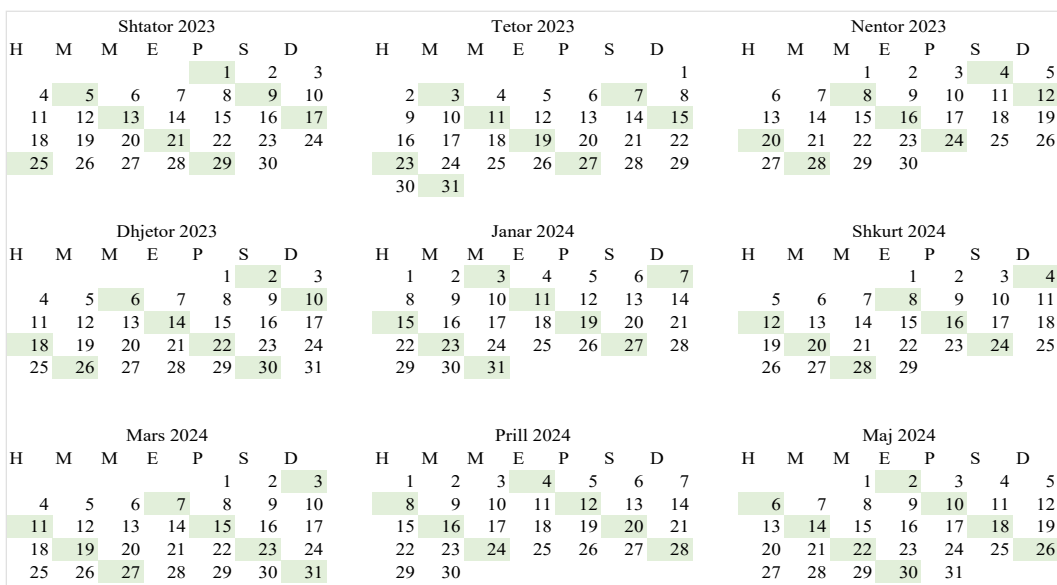 Shtator 2023 Tetor 2023 Nentor 2023
H M M E P S D H M M E P S D H M M E P S D
1 2 3 1 1 2 3 4 5
4 5 6 7 8 9 10 2 3 4 5 6 7 8 6 7 8 9 10 11 12
11 12 13 14 15 16 17 9 10 11 12 13 14 15 13 14 15 16 17 18 19
18 19 20 21 22 23 24 16 17 18 19 20 21 22 20 21 22 23 24 25 26
25 26 27 28 29 30 23 24 25 26 27 28 29 27 28 29 30
30 31
Dhjetor 2023 Janar 2024 Shkurt 2024
H M M E P S D H M M E P S D H M M E P S D
1 2 3 1 2 3 4 5 6 7 1 2 3 4
4 5 6 7 8 9 10 8 9 10 11 12 13 14 5 6 7 8 9 10 11
11 12 13 14 15 16 17 15 16 17 18 19 20 21 12 13 14 15 16 17 18
18 19 20 21 22 23 24 22 23 24 25 26 27 28 19 20 21 22 23 24 25
25 26 27 28 29 30 31 29 30 31 26 27 28 29
Mars 2024 Prill 2024 Maj 2024
H M M E P S D H M M E P S D H M M E P S D
1 2 3 1 2 3 4 5 6 7 1 2 3 4 5
4 5 6 7 8 9 10 8 9 10 11 12 13 14 6 7 8 9 10 11 12
11 12 13 14 15 16 17 15 16 17 18 19 20 21 13 14 15 16 17 18 19
18 19 20 21 22 23 24 22 23 24 25 26 27 28 20 21 22 23 24 25 26
25 26 27 28 29 30 31 29 30 27 28 29 30 31